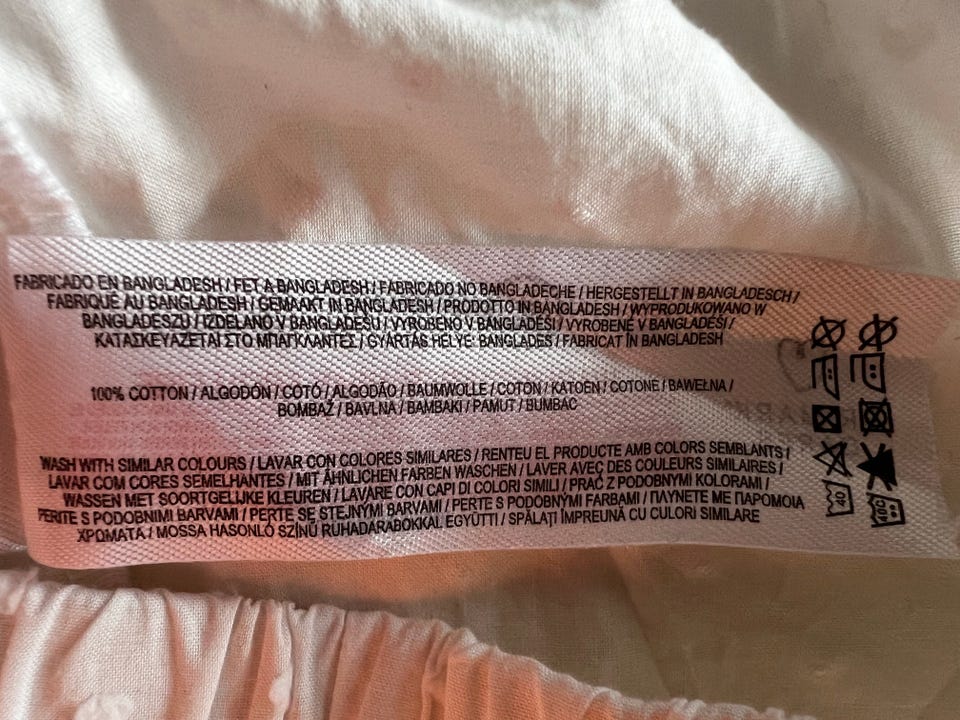 FABRICADO EN BANGLADESH / FET A BANGLADESH / FABRICADO NO BANGLADECHE / HERGESTELLT IN BANGLADESCH /
FABRIQUÉ AU BANGLADESH / GEMAAKT IN BANGLADESH / PRODOTTO IN BANGLADESH / WYPRODUKOWANO W
BANGLADESZU / IZDELANO V BANGLADEŠU / VYROBENO V BANGLADÉŠI / VYROBENÉ V BANGLADÉŠI /
ΚΑΤΑΣΚΕΥΑΖΕΤΑΙ ΣΤΟ ΜΠΑΓΚΛΑΝΤΕΣ / GYÁRTÁS HELYE: BANGLADES / FABRICAT ÎN BANGLADESH
100% COTTON / ALGODÓN / COTÓ / ALGODÃO / BAUMWOLLE / COTON / KATOEN / COTONE / BAWEŁNA /
BOMBAŽ / BAVLNA / ΒΑΜΒΑΚΙ / PAMUT / BUMBAC
WASH WITH SIMILAR COLOURS / LAVAR CON COLORES SIMILARES / RENTEU EL PRODUCTE AMB COLORS SEMBLANTS /
LAVAR COM CORES SEMELHANTES / MIT ÄHNLICHEN FARBEN WASCHEN / LAVER AVEC DES COULEURS SIMILAIRES /
WASSEN MET SOORTGELIJKE KLEUREN / LAVARE CON CAPI DI COLORI SIMILI / PRAĆ Z PODOBNYMI KOLORAMI /
PERITE S PODOBNIMI BARVAMI / PERTE SE STEJNÝMI BARVAMI / PERTE S PODOBNÝMI FARBAMI / ΠΛΥΝΕΤΕ ΜΕ ΠΑΡΟΜΟΙΑ
ΧΡΩΜΑΤΑ / MOSSA HASONLÓ SZÍNŰ RUHADARABOKKAL EGYÜTT / SPĂLAȚI ÎMPREUNĂ CU CULORI SIMILARE
40